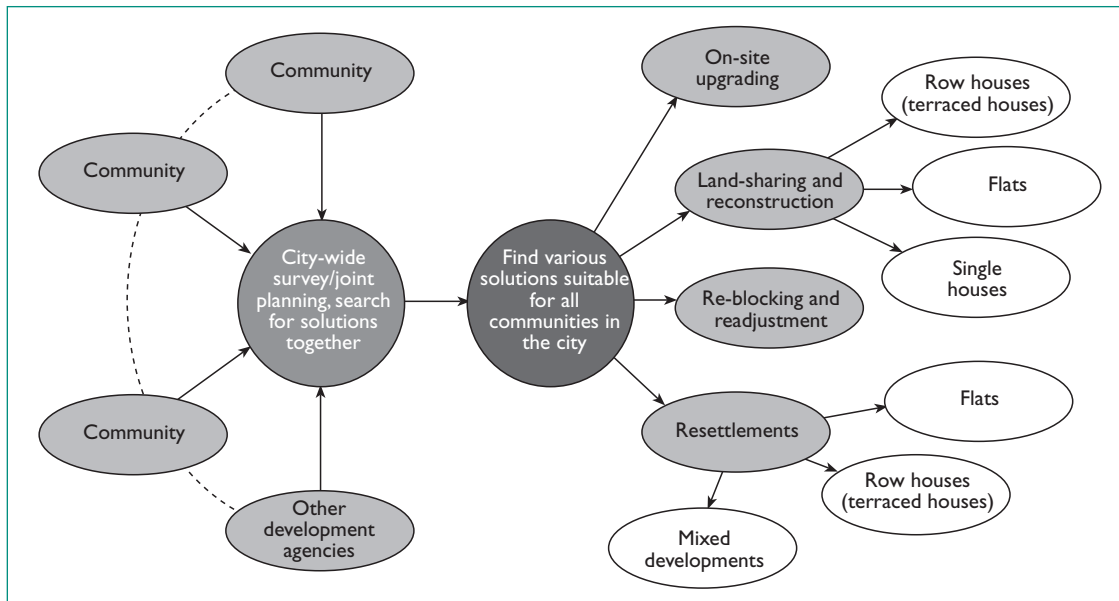 Community
Community
Community
Other
development
agencies
City-wide
survey/joint
planning, search
for solutions
together
Find various
solutions suitable
for all
communities in
the city
On-site
upgrading
Land-sharing and
reconstruction
Row houses
(terraced houses)
Flats
Single
houses
Re-blocking and
readjustment
Resettlements
Flats
Row houses
(terraced houses)
Mixed
developments